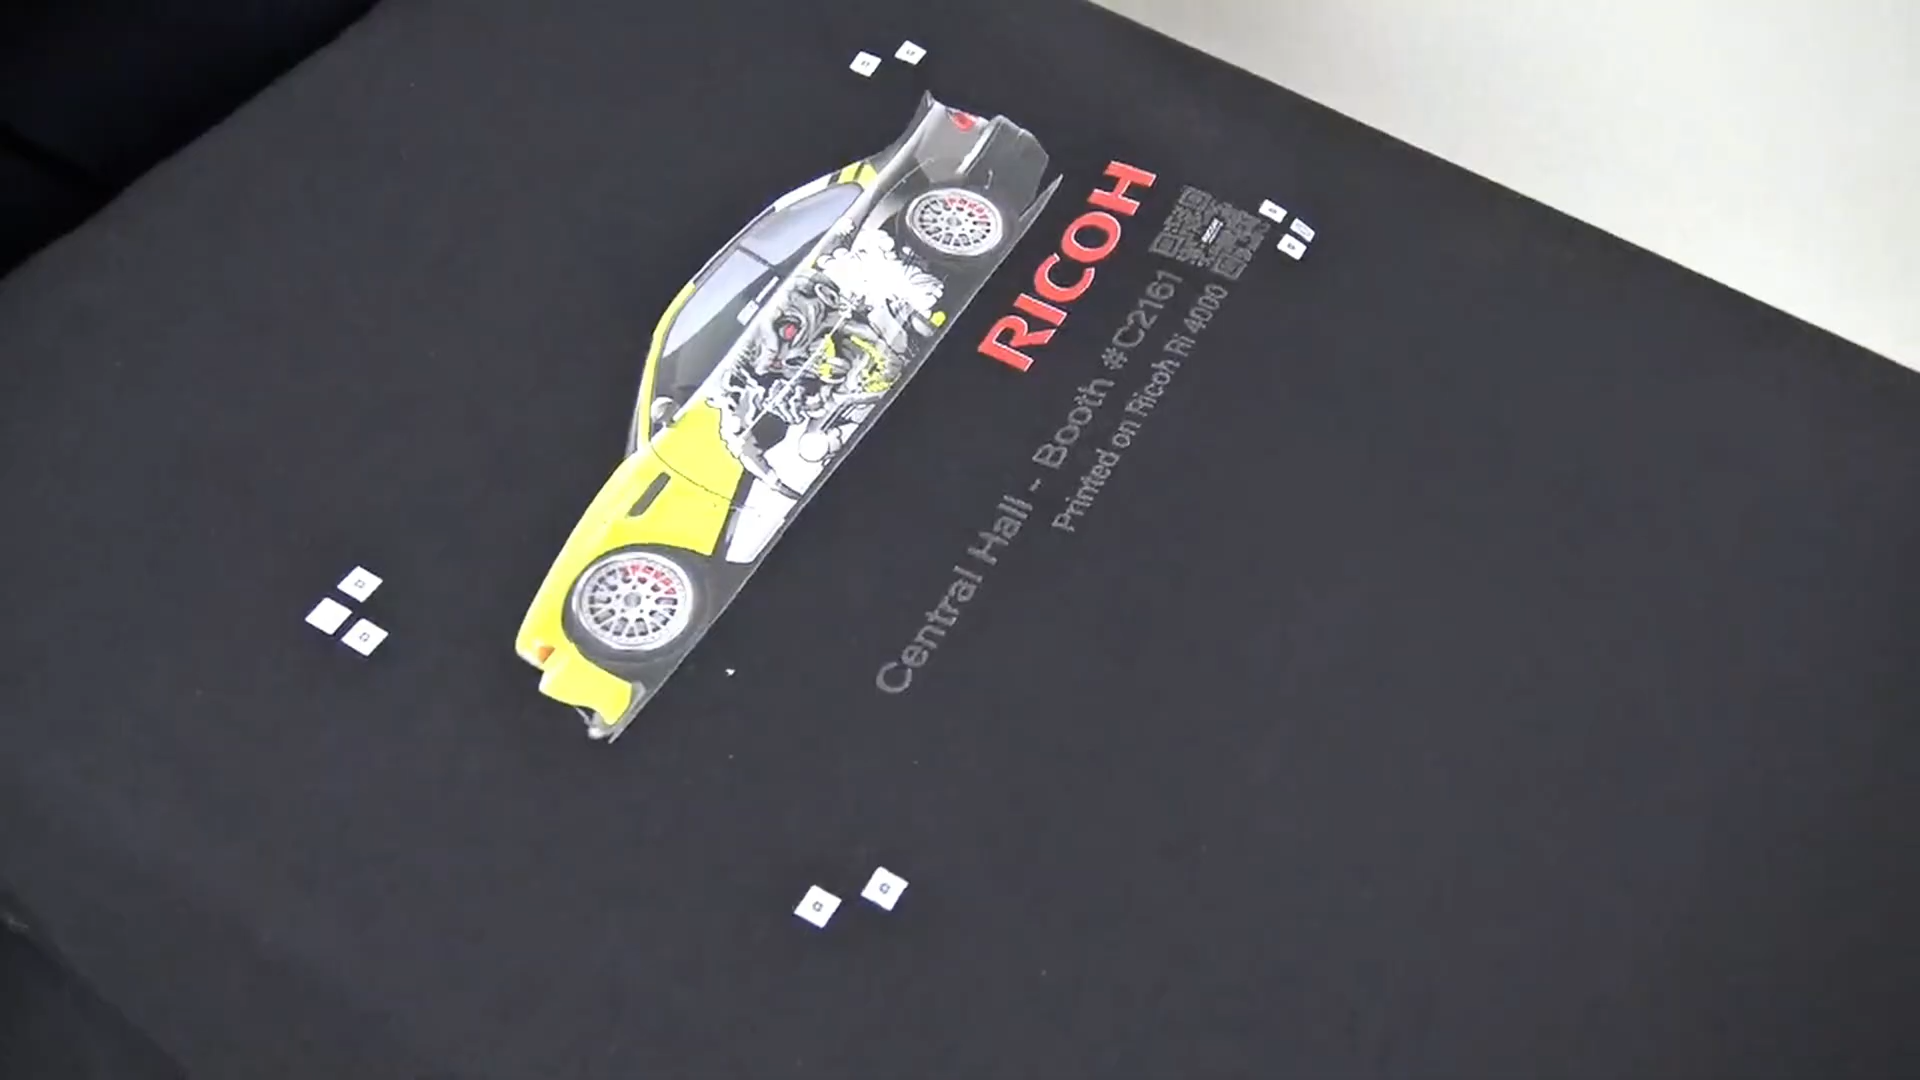 RICOH
Central Hall - Booth #C2161
Printed on Ricoh Ri 4000